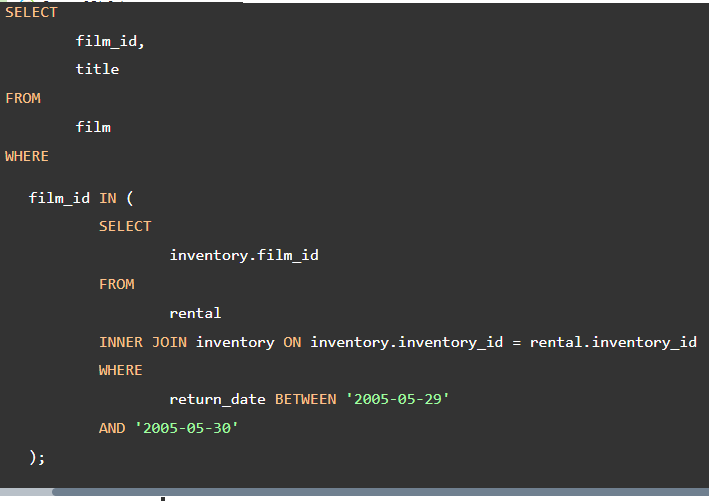 SELECT
film_id,
title
FROM
film
WHERE
film_id IN (
SELECT
inventory.film_id
FROM
rental
INNER JOIN inventory ON inventory.inventory_id = rental.inventory_id
WHERE
return_date BETWEEN '2005-05-29'
AND '2005-05-30'
);